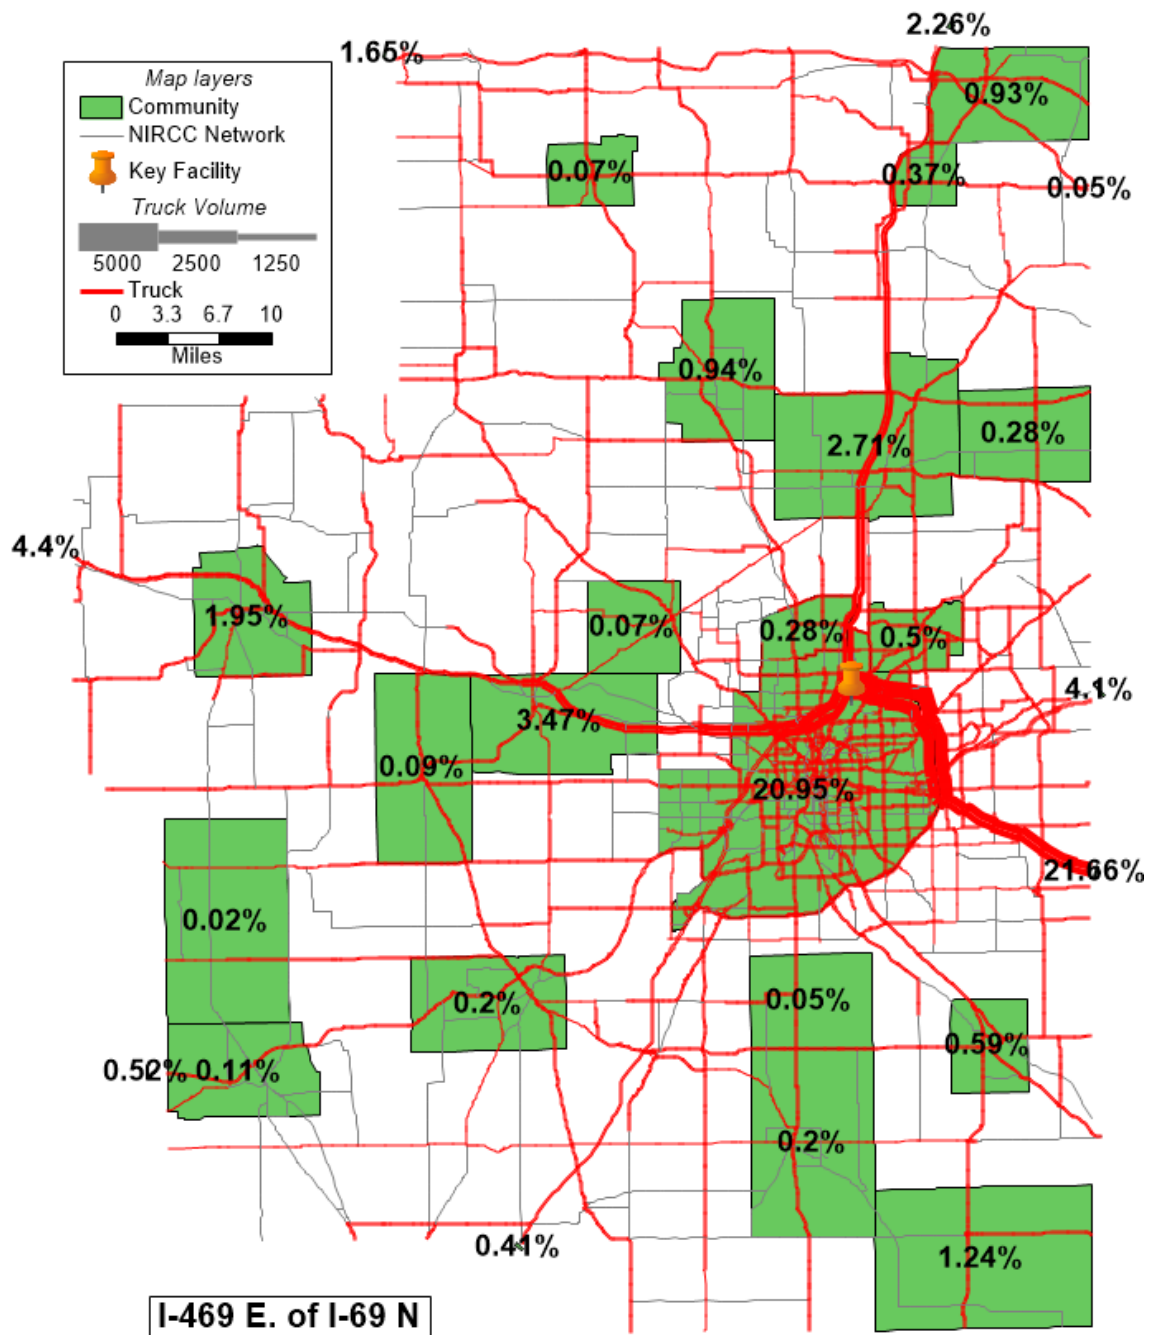 2.26%
1.65%
Map layers
Community
NIRCC Network
Key Facility
Truck Volume
5000 2500 1250
Truck
0 3.3 6.7 10
Miles
0.93%
0.07%
0.37%
0.05%
0.94%
2.71%
0.28%
4.4%
1.95%
0.07%
0.28%
0.5%
4.1%
3.47%
0.09%
20.95%
21.66%
0.02%
0.2%
0.05%
0.59%
0.52% 0.11%
0.2%
0.41%
1.24%
I-469 E. of I-69 N